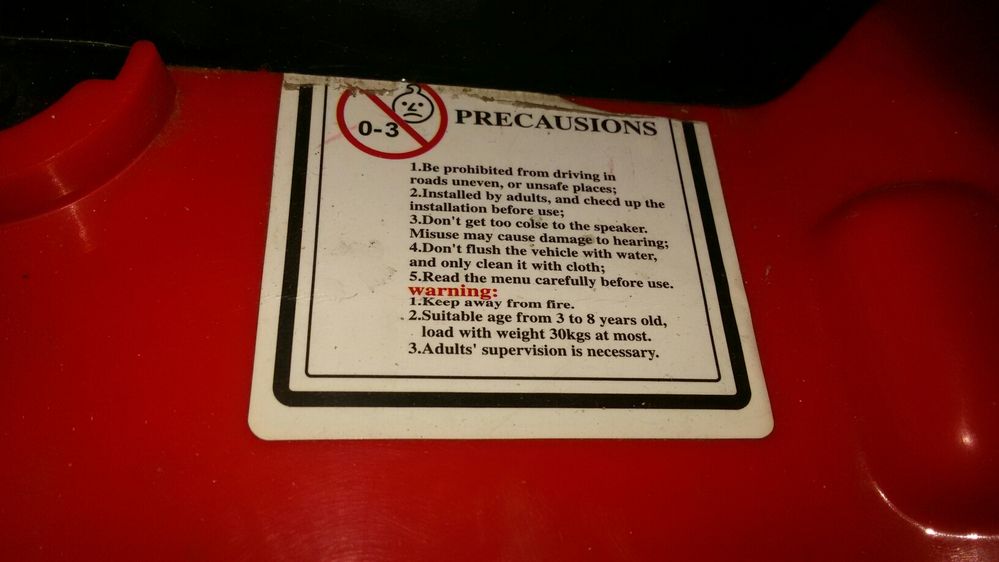 0-3
PRECAUSIONS
1.Be prohibited from driving in
roads uneven, or unsafe places;
2.Installed by adults, and checd up the
installation before use;
3.Don't get too colse to the speaker.
Misuse may cause damage to hearing;
4.Don't flush the vehicle with water,
and only clean it with cloth;
5.Read the menu carefully before use.
warning:
1.Keep away from fire.
2.Suitable age from 3 to 8 years old,
load with weight 30kgs at most.
3.Adults' supervision is necessary.